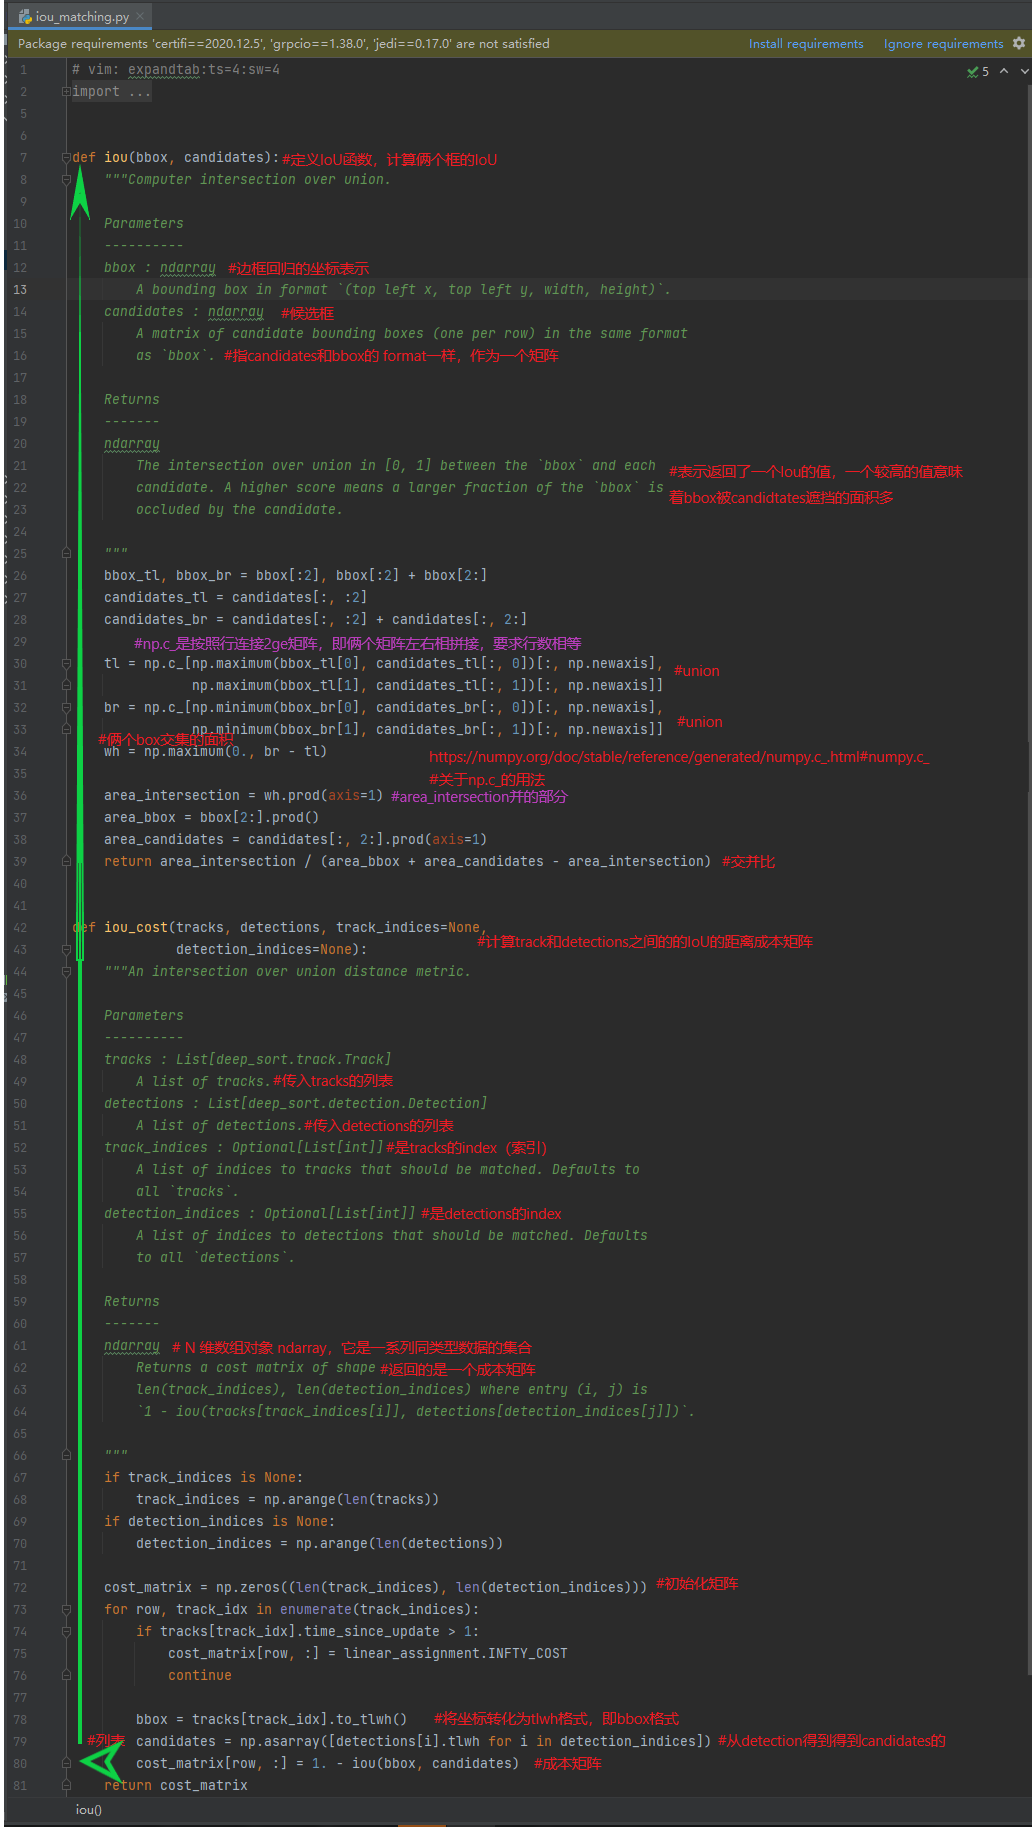 iou_matching.py ×
Package requirements 'certifi==2020.12.5', 'grpcio==1.38.0', 'jedi==0.17.0' are not satisfied Install requirements Ignore requirements
1 # vim: expandtab:ts=4:sw=4
5
2 import ...
5
6
7 def iou(bbox, candidates): #定义IoU函数，计算俩个框的IoU
8 """Computer intersection over union.
9
10 Parameters
11 ----------
12 bbox : ndarray #边框回归的坐标表示
13 A bounding box in format `(top left x, top left y, width, height)`.
14 candidates : ndarray #候选框
15 A matrix of candidate bounding boxes (one per row) in the same format
16 as `bbox`. #指candidates和bbox的 format一样，作为一个矩阵
17
18 Returns
19 -------
20 ndarray
21 The intersection over union in [0, 1] between the `bbox` and each #表示返回了一个Iou的值，一个较高的值意味
22 candidate. A higher score means a larger fraction of the `bbox` is 着bbox被candidtates遮挡的面积多
23 occluded by the candidate.
24
25 """
26 bbox_tl, bbox_br = bbox[:2], bbox[:2] + bbox[2:]
27 candidates_tl = candidates[:, :2]
28 candidates_br = candidates[:, :2] + candidates[:, 2:]
29 #np.c_是按照行连接2ge矩阵，即俩个矩阵左右相拼接，要求行数相等
30 tl = np.c_[np.maximum(bbox_tl[0], candidates_tl[:, 0])[:, np.newaxis], #union
31 np.maximum(bbox_tl[1], candidates_tl[:, 1])[:, np.newaxis]]
32 br = np.c_[np.minimum(bbox_br[0], candidates_br[:, 0])[:, np.newaxis], #union
33 np.minimum(bbox_br[1], candidates_br[:, 1])[:, np.newaxis]]
#俩个box交集的面积
34 wh = np.maximum(0., br - tl) https://numpy.org/doc/stable/reference/generated/numpy.c_.html#numpy.c_
35 #关于np.c_的用法
36 area_intersection = wh.prod(axis=1) #area_intersection并的部分
37 area_bbox = bbox[2:].prod()
38 area_candidates = candidates[:, 2:].prod(axis=1)
39 return area_intersection / (area_bbox + area_candidates - area_intersection) #交并比
40
41
42 def iou_cost(tracks, detections, track_indices=None, #计算track和detections之间的的IoU的距离成本矩阵
43 detection_indices=None):
44 """An intersection over union distance metric.
45
46 Parameters
47 ----------
48 tracks : List[deep_sort.track.Track]
49 A list of tracks.#传入tracks的列表
50 detections : List[deep_sort.detection.Detection]
51 A list of detections.#传入detections的列表
52 track_indices : Optional[List[int]] #是tracks的index（索引）
53 A list of indices to tracks that should be matched. Defaults to
54 all `tracks`.
55 detection_indices : Optional[List[int]] #是detections的index
56 A list of indices to detections that should be matched. Defaults
57 to all `detections`.
58
59 Returns
60 -------
61 ndarray # N 维数组对象 ndarray，它是一系列同类型数据的集合
62 Returns a cost matrix of shape #返回的是一个成本矩阵
63 len(track_indices), len(detection_indices) where entry (i, j) is
64 `1 - iou(tracks[track_indices[i]], detections[detection_indices[j]])`.
65
66 """
67 if track_indices is None:
68 track_indices = np.arange(len(tracks))
69 if detection_indices is None:
70 detection_indices = np.arange(len(detections))
71
72 cost_matrix = np.zeros((len(track_indices), len(detection_indices))) #初始化矩阵
73 for row, track_idx in enumerate(track_indices):
74 if tracks[track_idx].time_since_update > 1:
75 cost_matrix[row, :] = linear_assignment.INFTY_COST
76 continue
77
78 bbox = tracks[track_idx].to_tlwh() #将坐标转化为tlwh格式，即bbox格式
79 #列表 candidates = np.asarray([detections[i].tlwh for i in detection_indices]) #从detection得到得到candidates的
80 cost_matrix[row, :] = 1. - iou(bbox, candidates) #成本矩阵
81 return cost_matrix
iou()